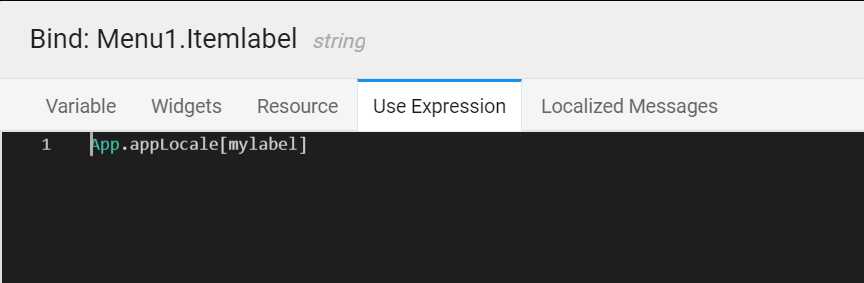 Bind: Menu1.Itemlabel string
Variable Widgets Resource Use Expression Localized Messages
1 App.appLocale[mylabel]